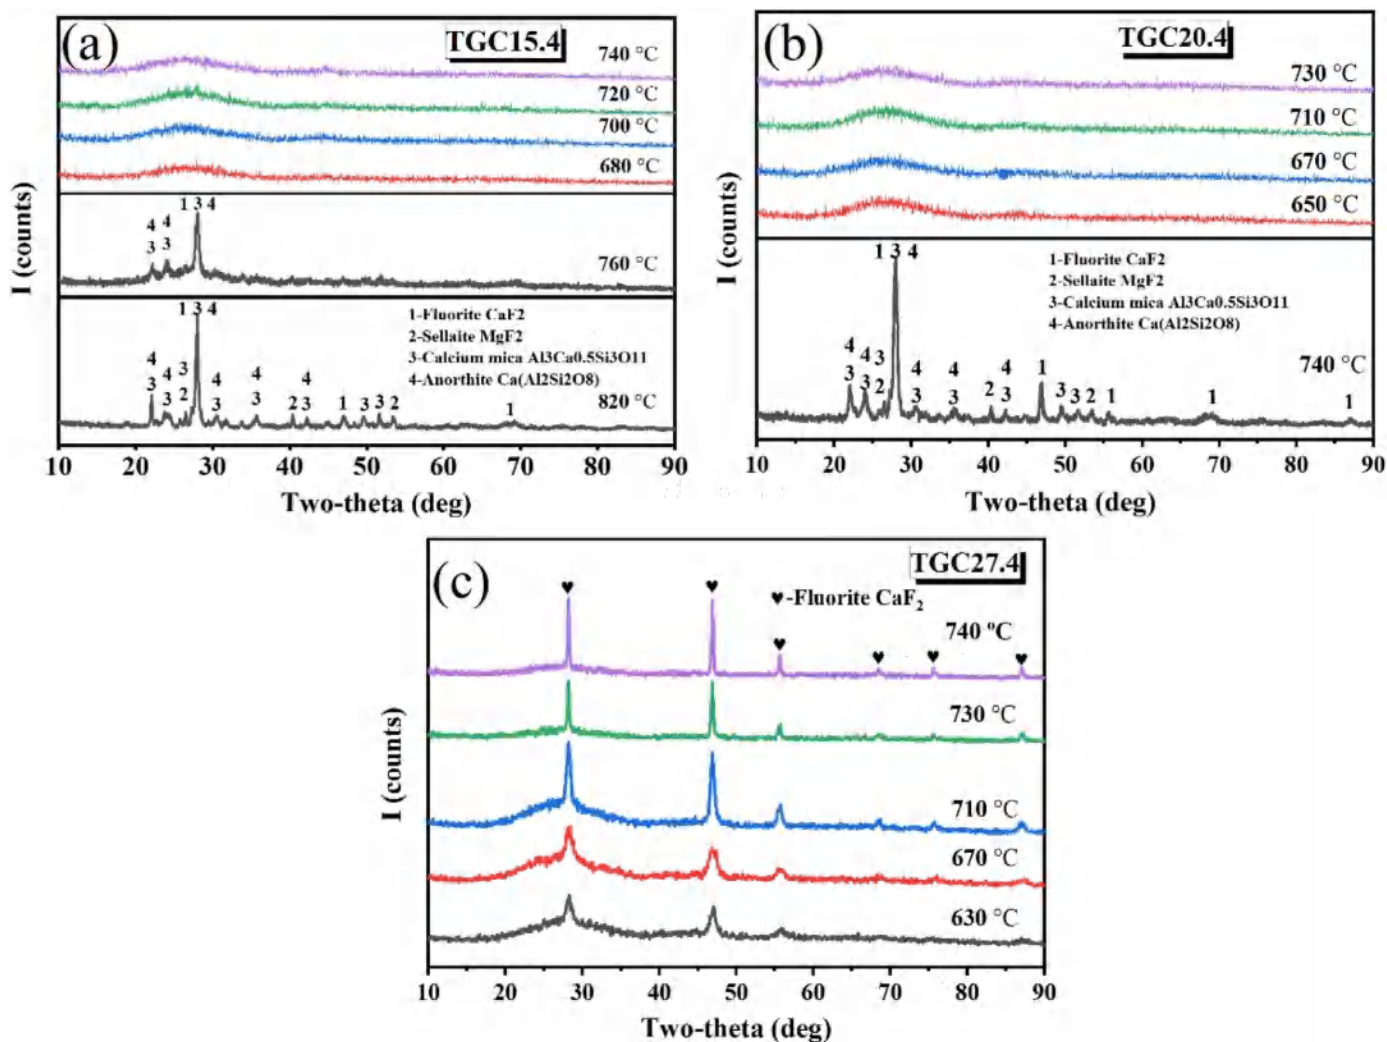 (a)
TGC15.4
740 °C
720 °C
700 °C
680 °C
1 3 4
4 4
3 3
760 °C
1 3 4
1-Fluorite CaF2
2-Sellaite MgF2
3-Calcium mica Al3Ca0.5Si3O11
4-Anorthite Ca(Al2Si2O8)
4 4 3 4 4 4
3 3 2 3 3 2 3 1 3 3 2 1
820 °C
I (counts)
10 20 30 40 50 60 70 80 90
Two-theta (deg)
(b)
TGC20.4
730 °C
710 °C
670 °C
650 °C
1 3 4
1-Fluorite CaF2
2-Sellaite MgF2
3-Calcium mica Al3Ca0.5Si3O11
4-Anorthite Ca(Al2Si2O8)
740 °C
4 4 3 4 4 4 1
3 3 2 3 3 2 3 3 3 2 1 1 1
I (counts)
10 20 30 40 50 60 70 80 90
Two-theta (deg)
(c)
TGC27.4
♥-Fluorite CaF₂
740 °C
730 °C
710 °C
670 °C
630 °C
I (counts)
10 20 30 40 50 60 70 80 90
Two-theta (deg)